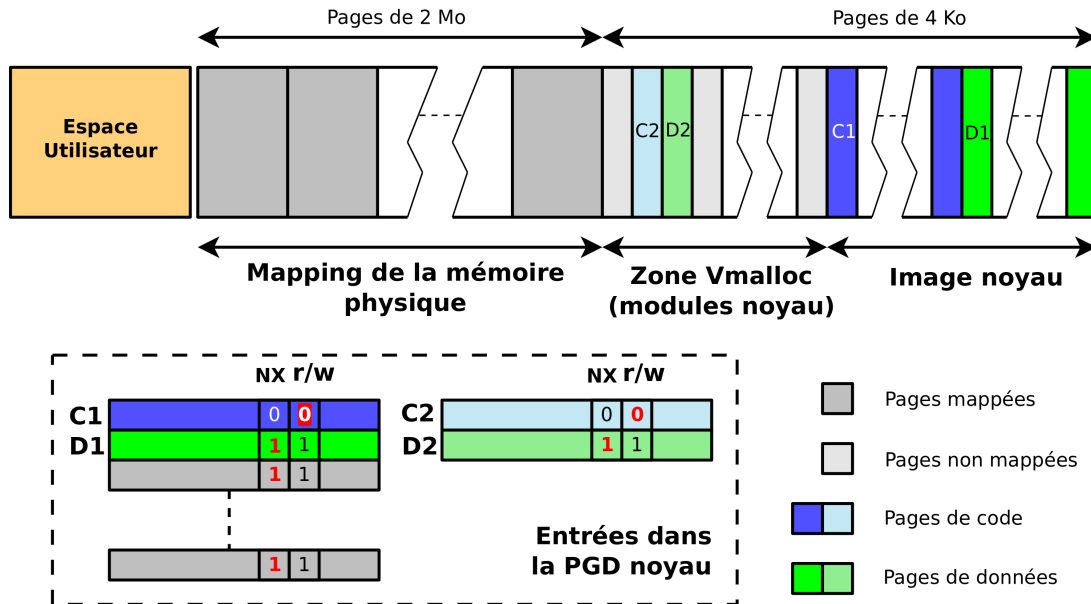 Pages de 2 Mo
Pages de 4 Ko
Espace
Utilisateur
C2
D2
C1
D1
Mapping de la mémoire
physique
Zone Vmalloc
(modules noyau)
Image noyau
NX r/w
C1 0 0
D1 1 1
1 1
1 1
NX r/w
C2 0 0
D2 1 1
Entrées dans
la PGD noyau
Pages mappées
Pages non mappées
Pages de code
Pages de données